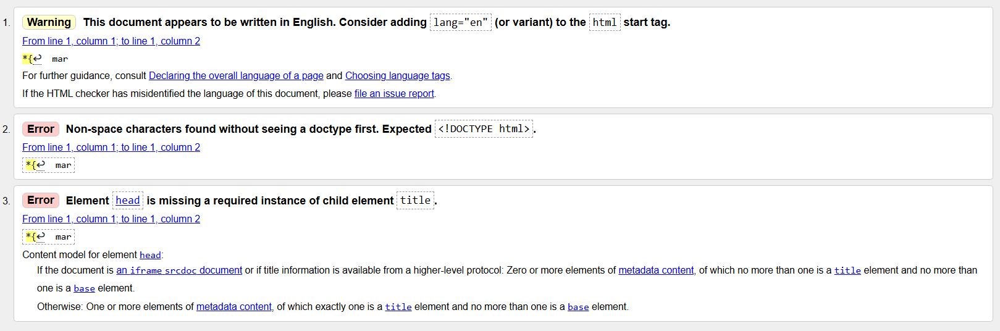 1. Warning This document appears to be written in English. Consider adding lang="en" (or variant) to the html start tag.
From line 1, column 1; to line 1, column 2
*{↩  mar
For further guidance, consult Declaring the overall language of a page and Choosing language tags.
If the HTML checker has misidentified the language of this document, please file an issue report.
2. Error Non-space characters found without seeing a doctype first. Expected <!DOCTYPE html>.
From line 1, column 1; to line 1, column 2
*{↩  mar
3. Error Element head is missing a required instance of child element title.
From line 1, column 1; to line 1, column 2
*{↩  mar
Content model for element head:
If the document is an iframe srcdoc document or if title information is available from a higher-level protocol: Zero or more elements of metadata content, of which no more than one is a title element and no more than
one is a base element.
Otherwise: One or more elements of metadata content, of which exactly one is a title element and no more than one is a base element.